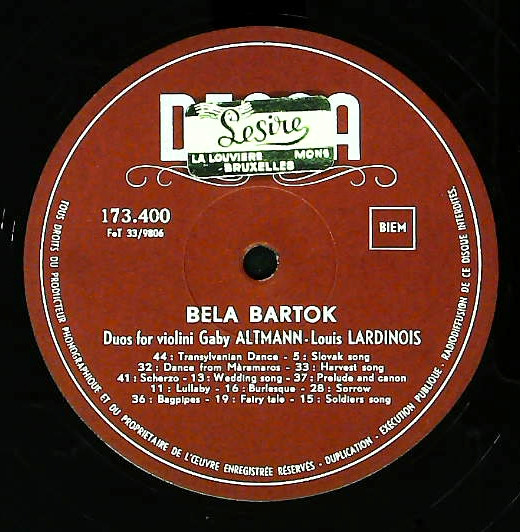 Lesire
LA LOUVIERE MONS
BRUXELLES
173.400
FeT 33/9806
BIEM
BELA BARTOK
Duos for violini Gaby ALTMANN - Louis LARDINOIS
44 : Transylvanian Dance - 5 : Slovak song
32 : Dance from Màramaros - 33 : Harvest song
41 : Scherzo - 13 : Wedding song - 37 : Prelude and canon
11 : Lullaby - 16 : Burlesque - 28 : Sorrow
36 : Bagpipes - 19 : Fairy tale - 15 : Soldiers song
TOUS DROITS DU PRODUCTEUR PHONOGRAPHIQUE ET DU PROPRIETAIRE DE L'ŒUVRE ENREGISTRÉE RÉSERVÉS - DUPLICATION - EXÉCUTION PUBLIQUE - RADIODIFFUSION DE CE DISQUE INTERDITES.